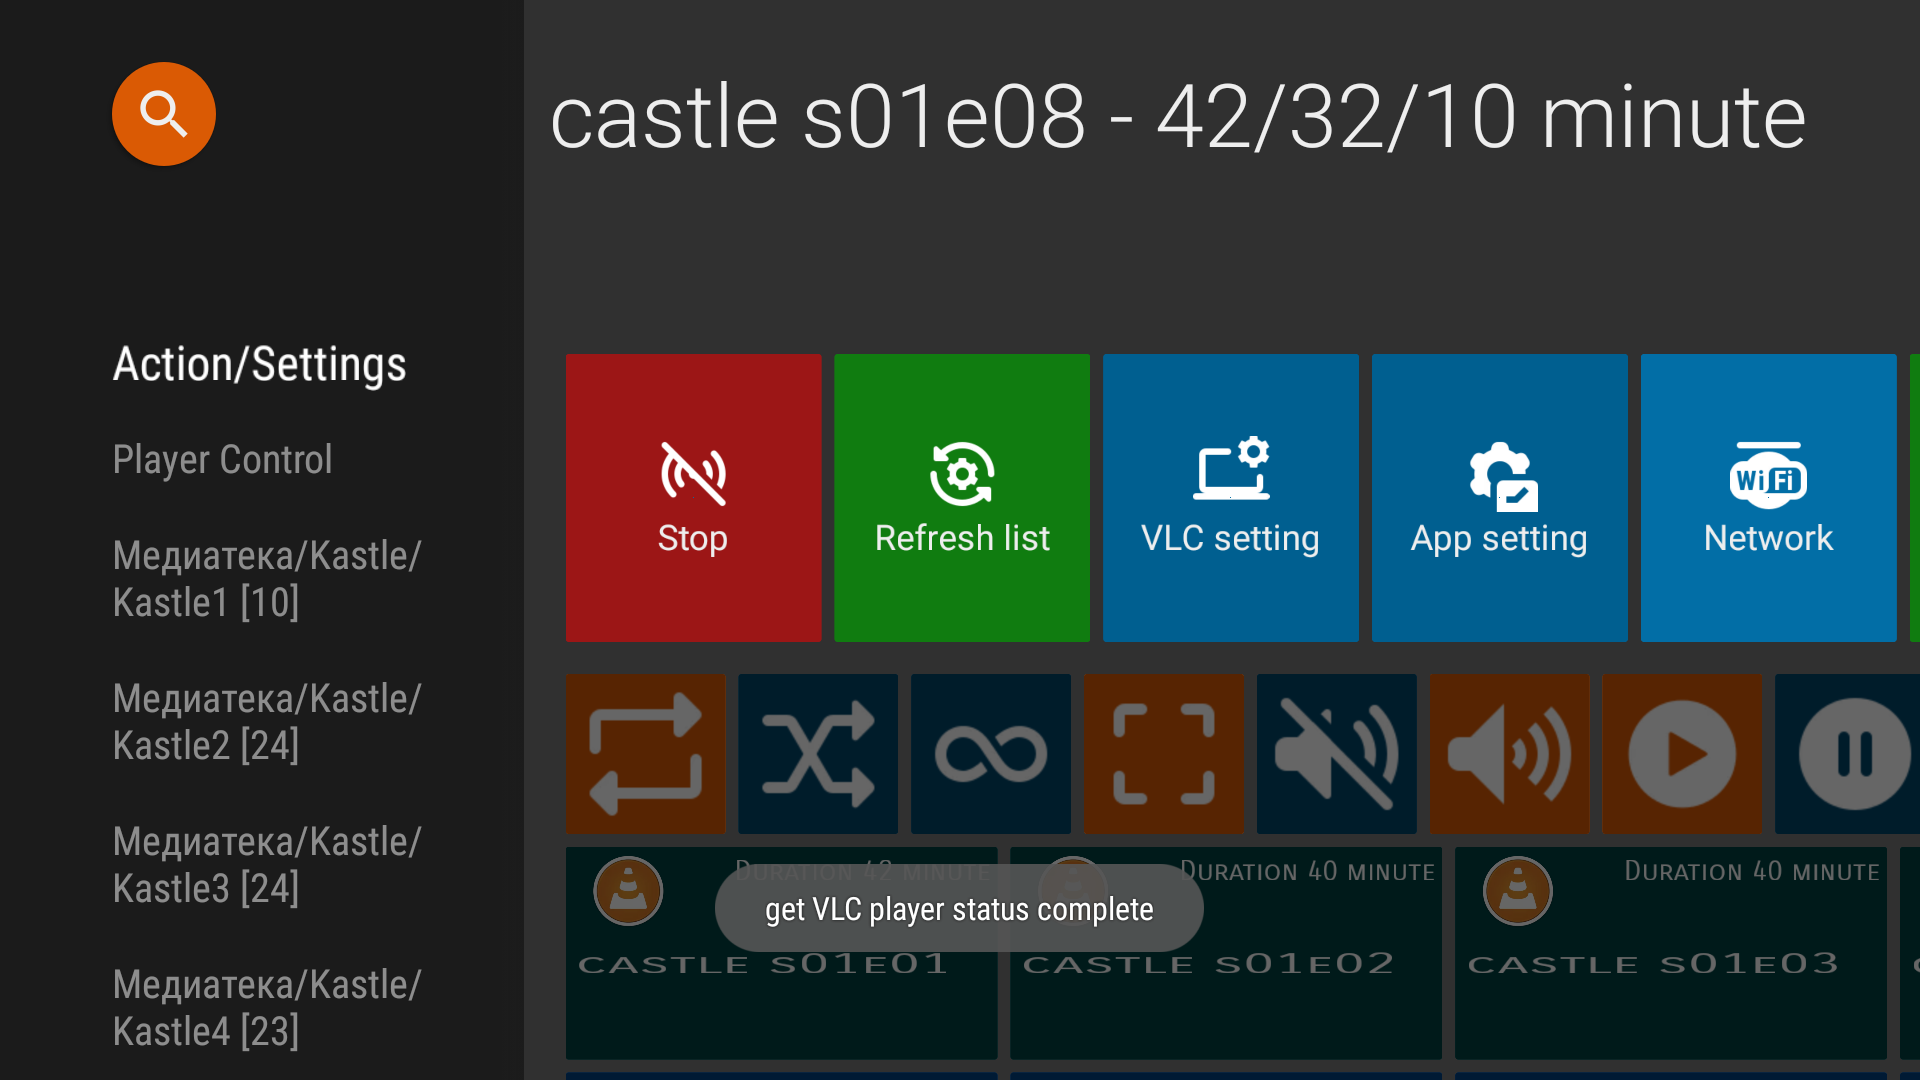 castle s01e08 - 42/32/10 minute
Action/Settings
Player Control
Медиатека/Kastle/
Kastle1 [10]
Медиатека/Kastle/
Kastle2 [24]
Медиатека/Kastle/
Kastle3 [24]
Медиатека/Kastle/
Kastle4 [23]
Stop
Refresh list
VLC setting
App setting
WiFi
Network
Duration 42 minute
castle s01e01
Duration 40 minute
castle s01e02
Duration 40 minute
castle s01e03
get VLC player status complete